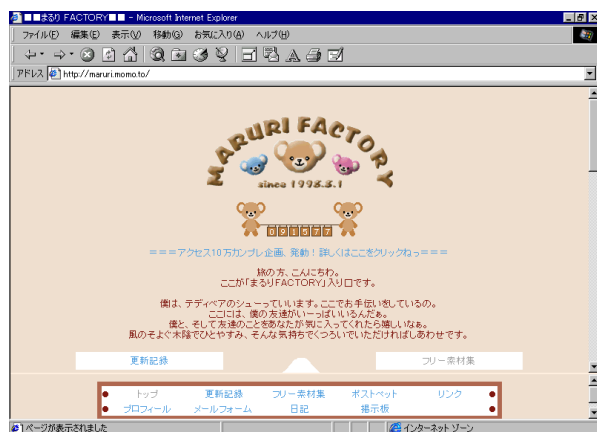 ■■まるり FACTORY■■ - Microsoft Internet Explorer
ファイル(F) 編集(E) 表示(V) 移動(G) お気に入り(A) ヘルプ(H)
アドレス http://maruri.momo.to/
MARURI FACTORY
since 1998.8.1
091577
===アクセス10万カンプレ企画、発動！詳しくはここをクリックねっ===
旅の方、こんにちわ。
ここが「まるりFACTORY」入り口です。
僕は、テディベアのシューっていいます。ここでお手伝いをしているの。
ここには、僕の友達がいーっぱいいるんだぁ。
僕と、そして友達のことをあなたが気に入ってくれたら嬉しいなぁ。
風のそよぐ木陰でひとやすみ、そんな気持ちでくつろいでいただければしあわせです。
更新記録 フリー素材集
トップ 更新記録 フリー素材集 ポストペット リンク
プロフィール メールフォーム 日記 掲示板
ページが表示されました インターネット ゾーン